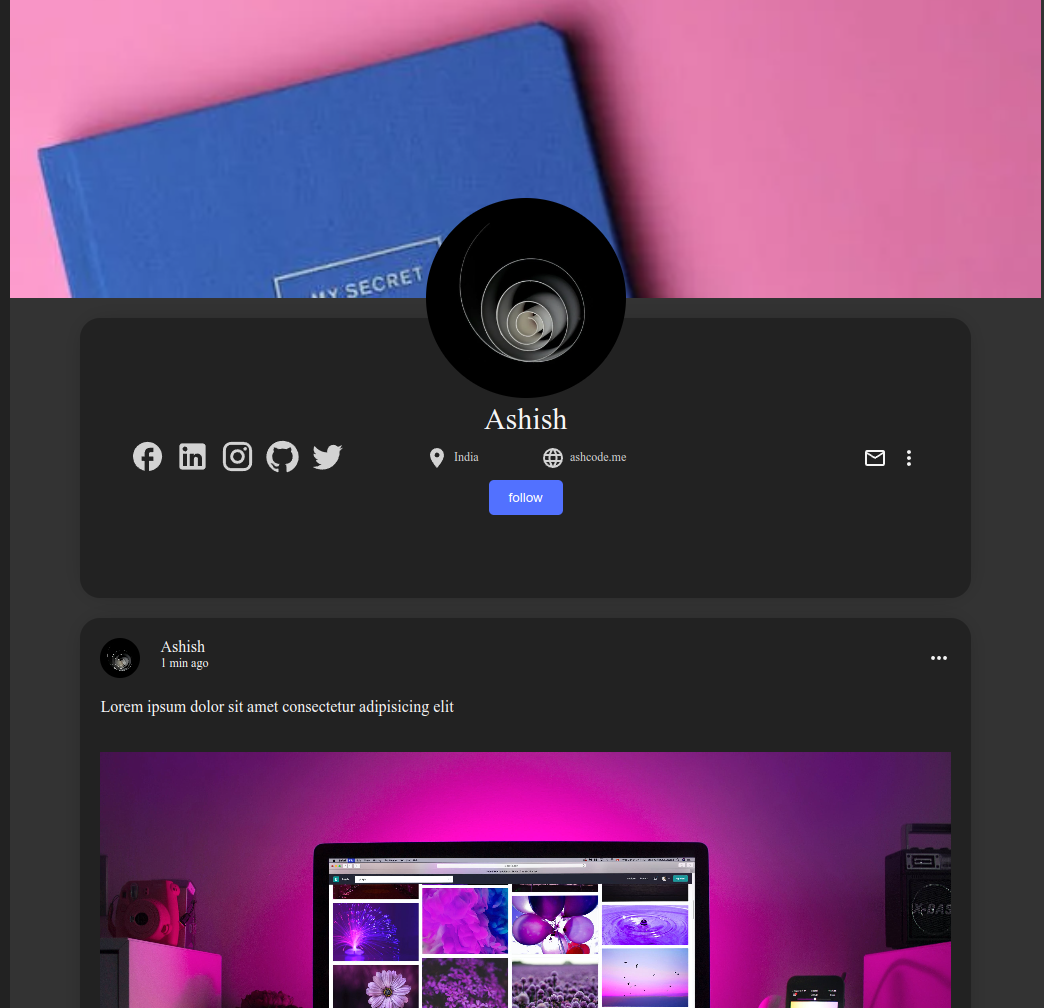 MY SECRET
Ashish
India
ashcode.me
follow
Ashish
1 min ago
Lorem ipsum dolor sit amet consectetur adipisicing elit
X-BAS